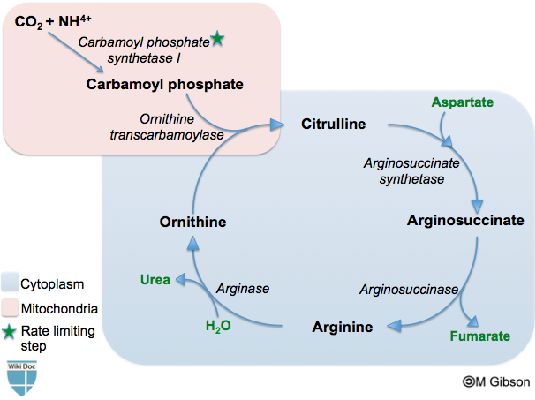 CO2 + NH4+
Carbamoyl phosphate
synthetase I
Carbamoyl phosphate
Ornithine
transcarbamoylase
Citrulline
Aspartate
Arginosuccinate
synthetase
Ornithine
Arginosuccinate
Urea
Arginase
Arginosuccinase
H2O
Arginine
Fumarate
Cytoplasm
Mitochondria
Rate limiting
step
Wiki Doc
@M Gibson